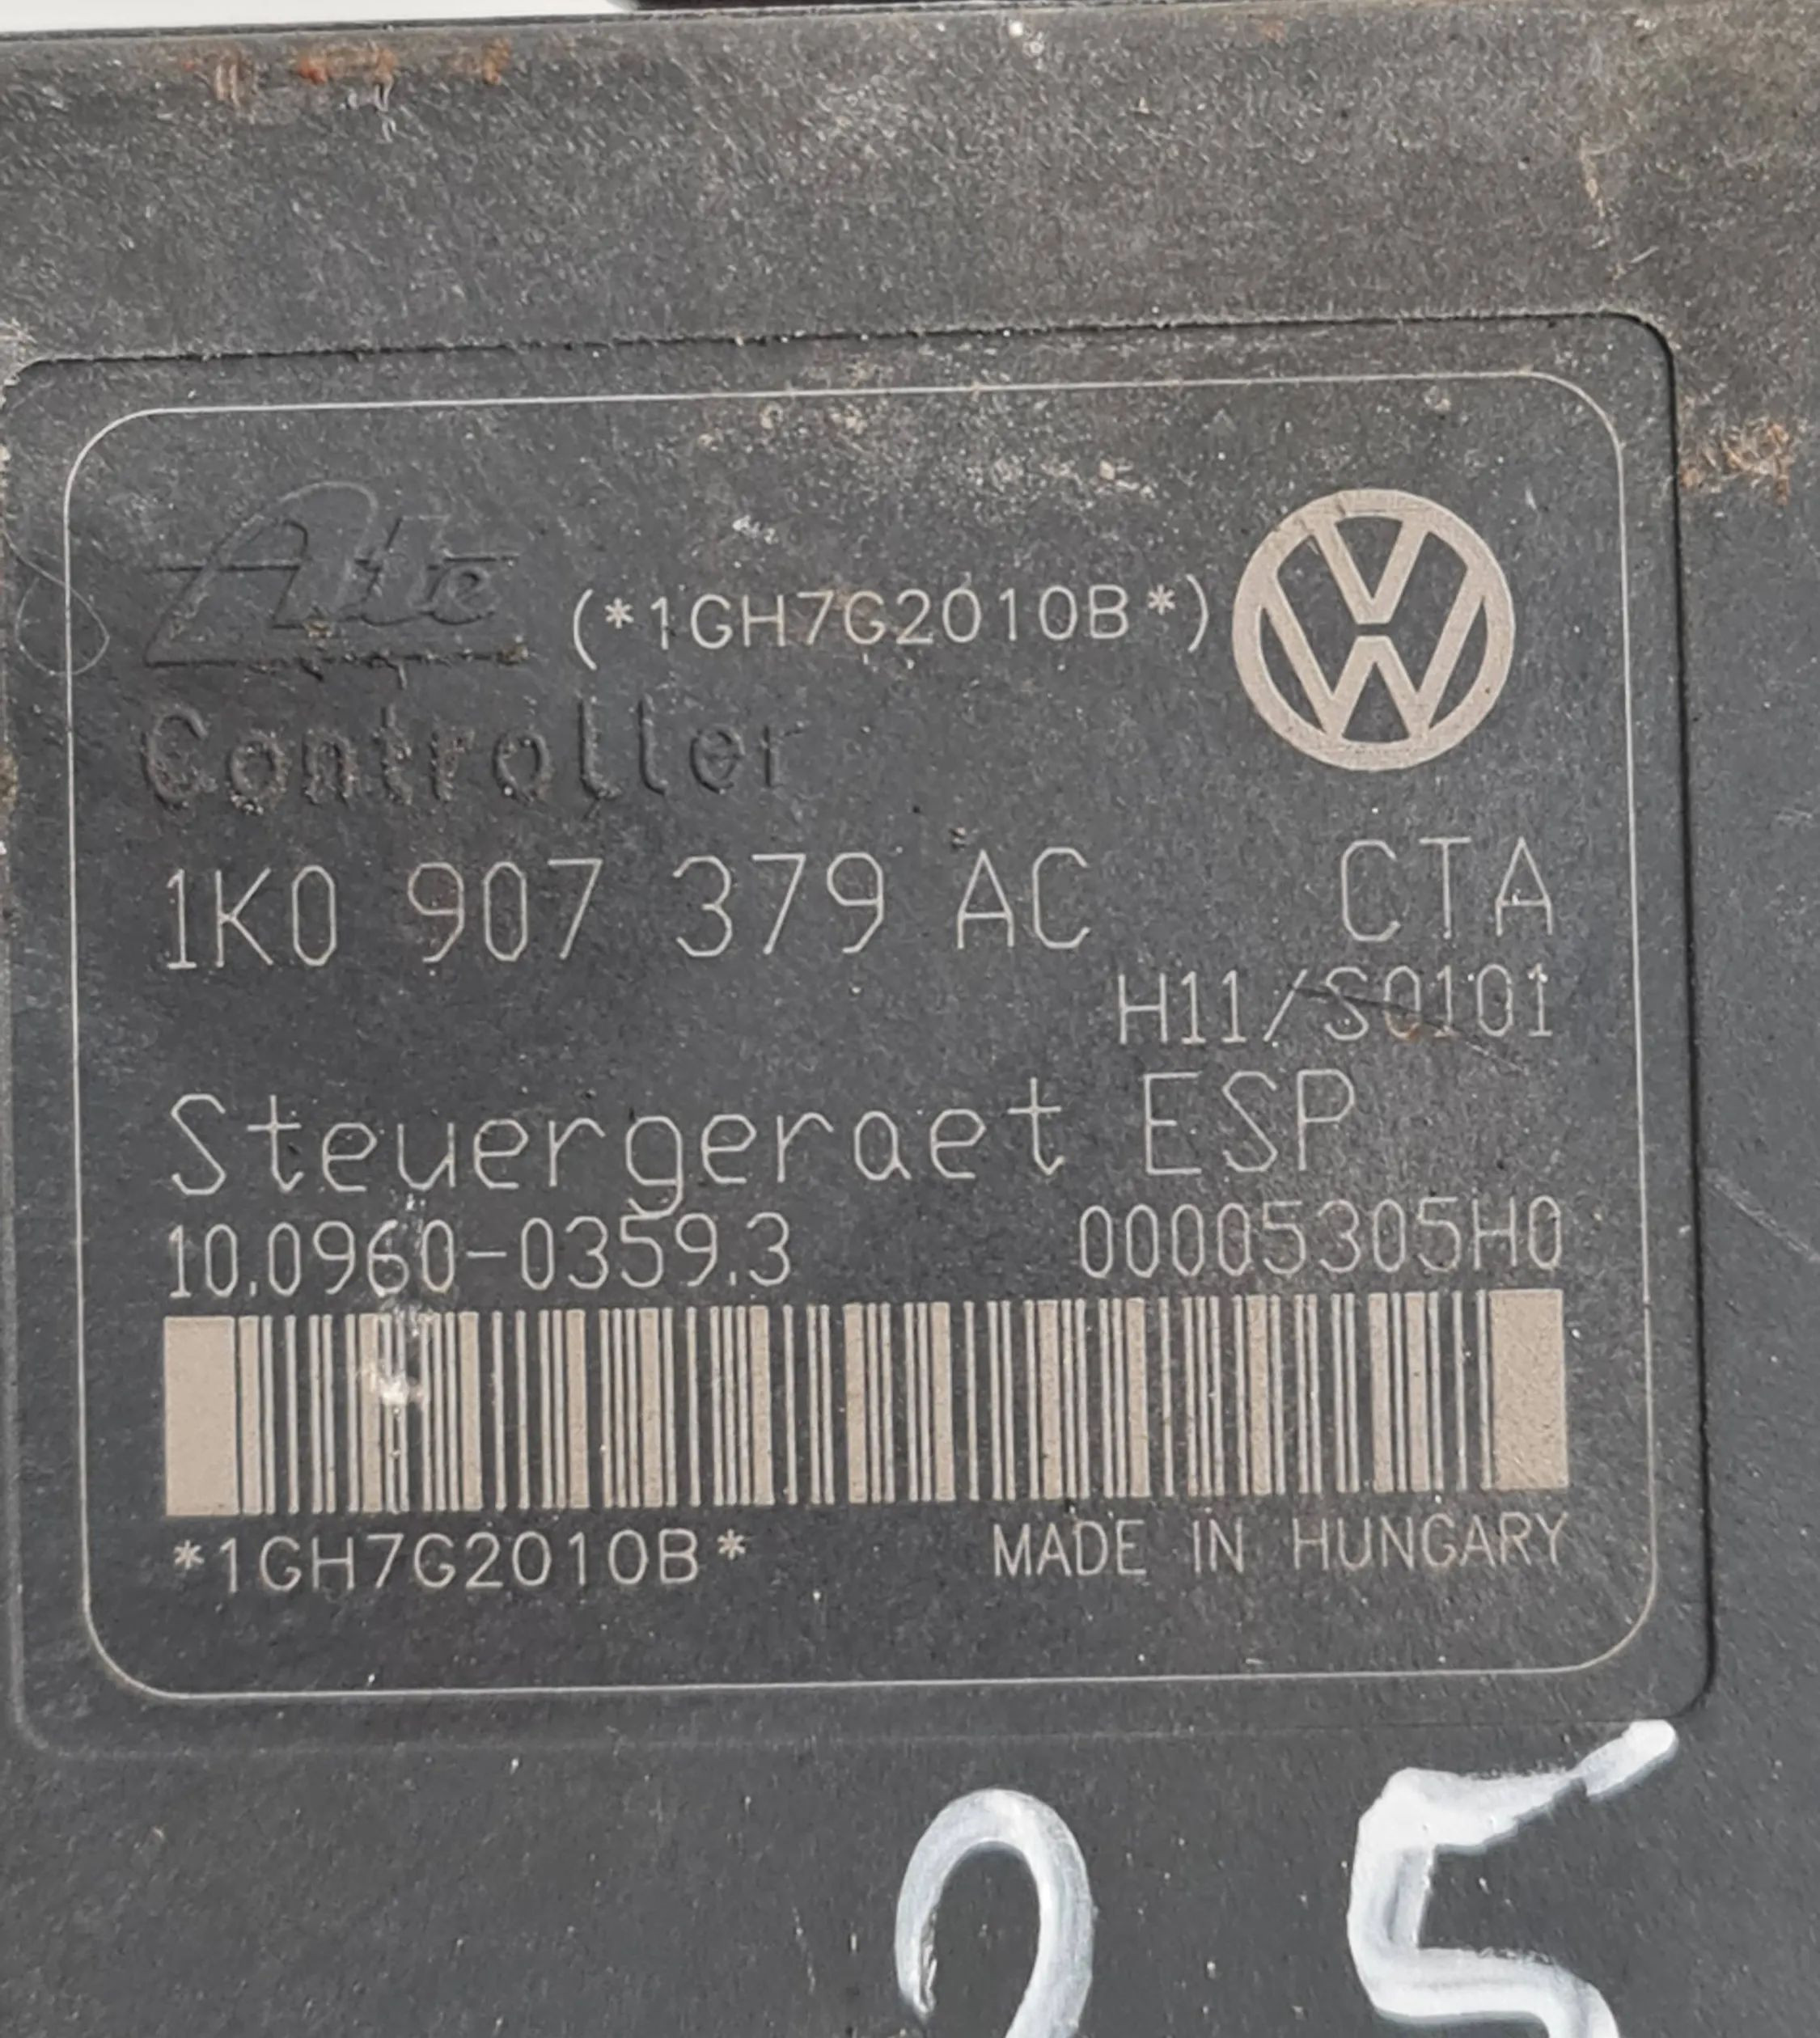 Ate (*1GH7G2010B*)
Controller
1K0 907 379 AC CTA
H11/S0101
Steuergeraet ESP
10.0960-0359.3 00005305H0
*1GH7G2010B* MADE IN HUNGARY
25